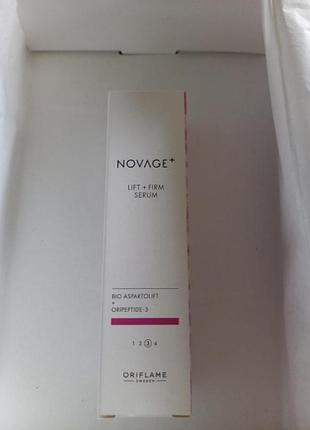 NOVAGE+
LIFT + FIRM
SERUM
BIO ASPARTOLIFT
+
ORIPEPTIDE-3
1 2 3 4
ORIFLAME
SWEDEN